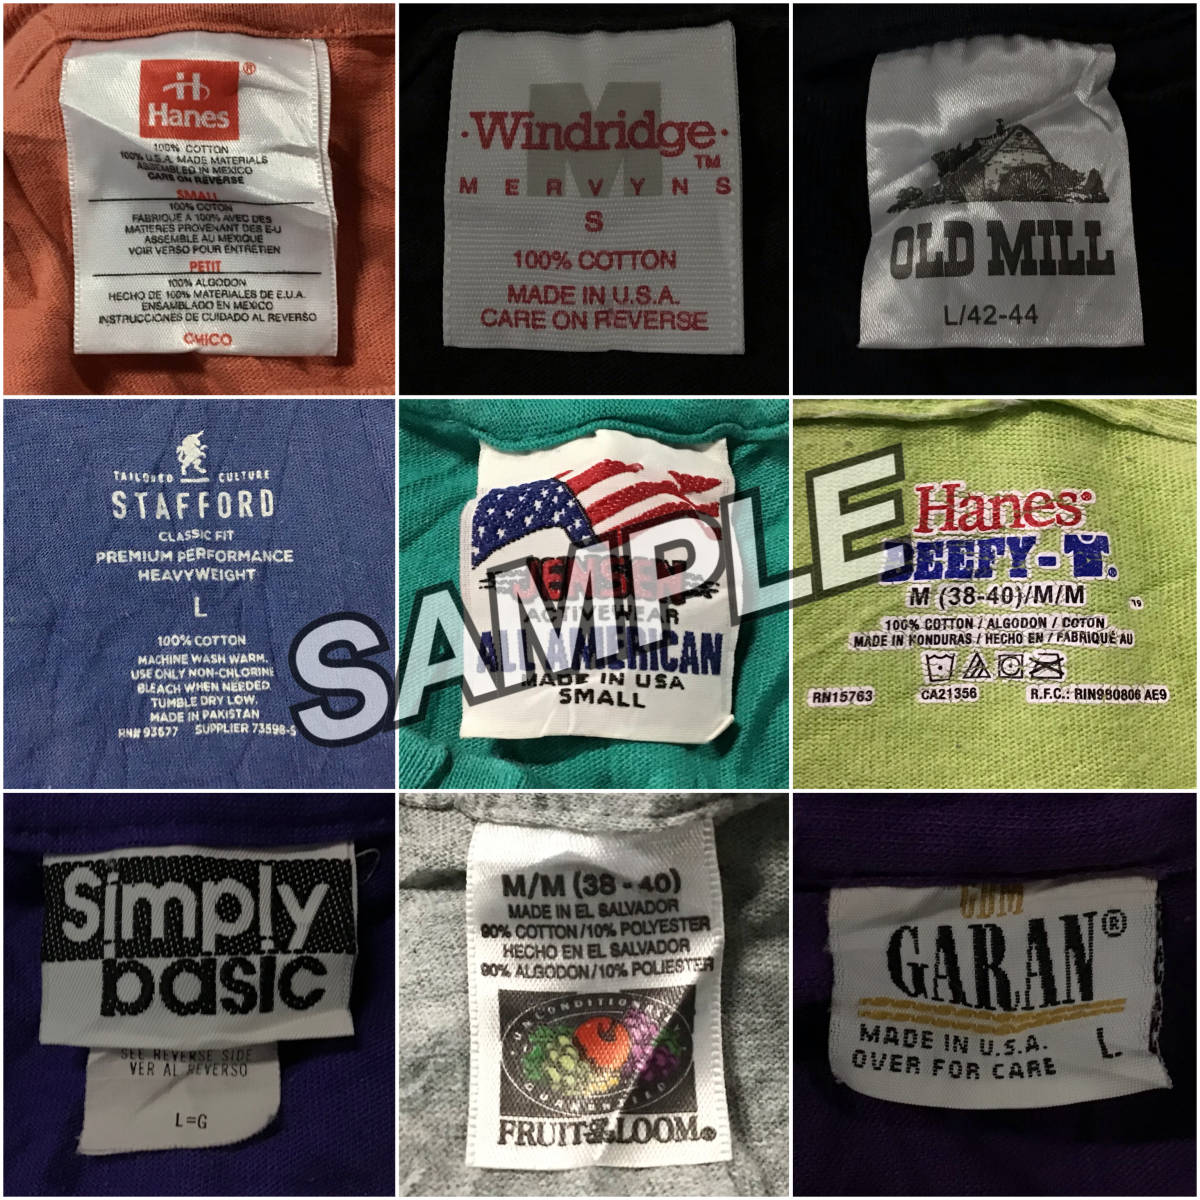 Hanes®
100% COTTON
100% U.S.A. MADE MATERIALS
ASSEMBLED IN MEXICO
CARE ON REVERSE
SMALL
100% COTON
FABRIQUÉ A 100% AVEC DES
MATIERES PROVENANT DES E-U
ASSEMBLE AU MEXIQUE
VOIR VERSO POUR ENTRETIEN
PETIT
100% ALGODON
HECHO DE 100% MATERIALES DE E.U.A.
ENSAMBLADO EN MEXICO
INSTRUCCIONES DE CUIDADO AL REVERSO
CHICO
M
·Windridge·™
MERVYNS
S
100% COTTON
MADE IN U.S.A.
CARE ON REVERSE
OLD MILL
L/42-44
TAILORED CULTURE
STAFFORD
CLASSIC FIT
PREMIUM PERFORMANCE
HEAVYWEIGHT
L
100% COTTON
MACHINE WASH WARM.
USE ONLY NON-CHLORINE
BLEACH WHEN NEEDED.
TUMBLE DRY LOW.
MADE IN PAKISTAN
RN# 93677 SUPPLIER 73598-5
JENSEN
ACTIVEWEAR
ALL AMERICAN
MADE IN USA
SMALL
SAMPLE
Hanes®
BEEFY-T®
M (38-40)/M/M
100% COTTON / ALGODON / COTON
MADE IN HONDURAS / HECHO EN / FABRIQUÉ AU
RN15763 CA21356 R.F.C.: RIN980806 AE9
Simply
basic
SEE REVERSE SIDE
VER AL REVERSO
L=G
M/M (38 - 40)
MADE IN EL SALVADOR
90% COTTON/10% POLYESTER
HECHO EN EL SALVADOR
90% ALGODON/10% POLIESTER
UNCONDITIONALLY
GUARANTEED
FRUIT OF THE LOOM®
GDM
GARAN®
MADE IN U.S.A. L.
OVER FOR CARE